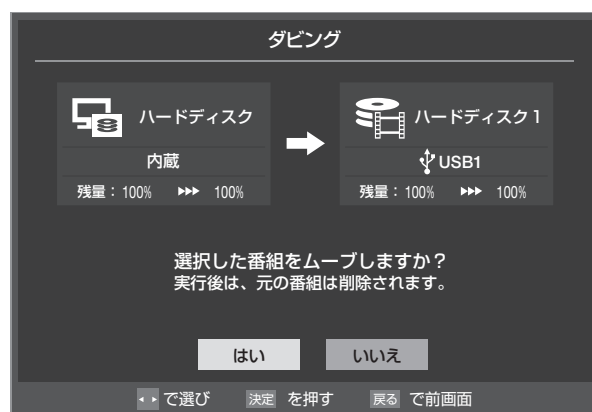 ダビング
ハードディスク
内蔵
残量：100% ▸▸▸ 100%
ハードディスク1
USB1
残量：100% ▸▸▸ 100%
選択した番組をムーブしますか？
実行後は、元の番組は削除されます。
はい いいえ
で選び 決定 を押す 戻る で前画面